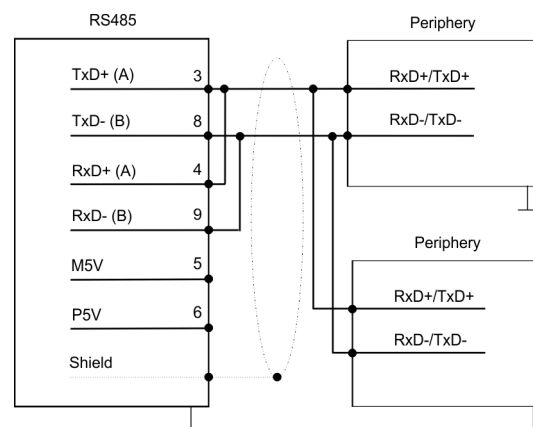 RS485
Periphery
TxD+ (A) 3
RxD+/TxD+
TxD- (B) 8
RxD-/TxD-
RxD+ (A) 4
RxD- (B) 9
Periphery
M5V 5
RxD+/TxD+
P5V 6
RxD-/TxD-
Shield